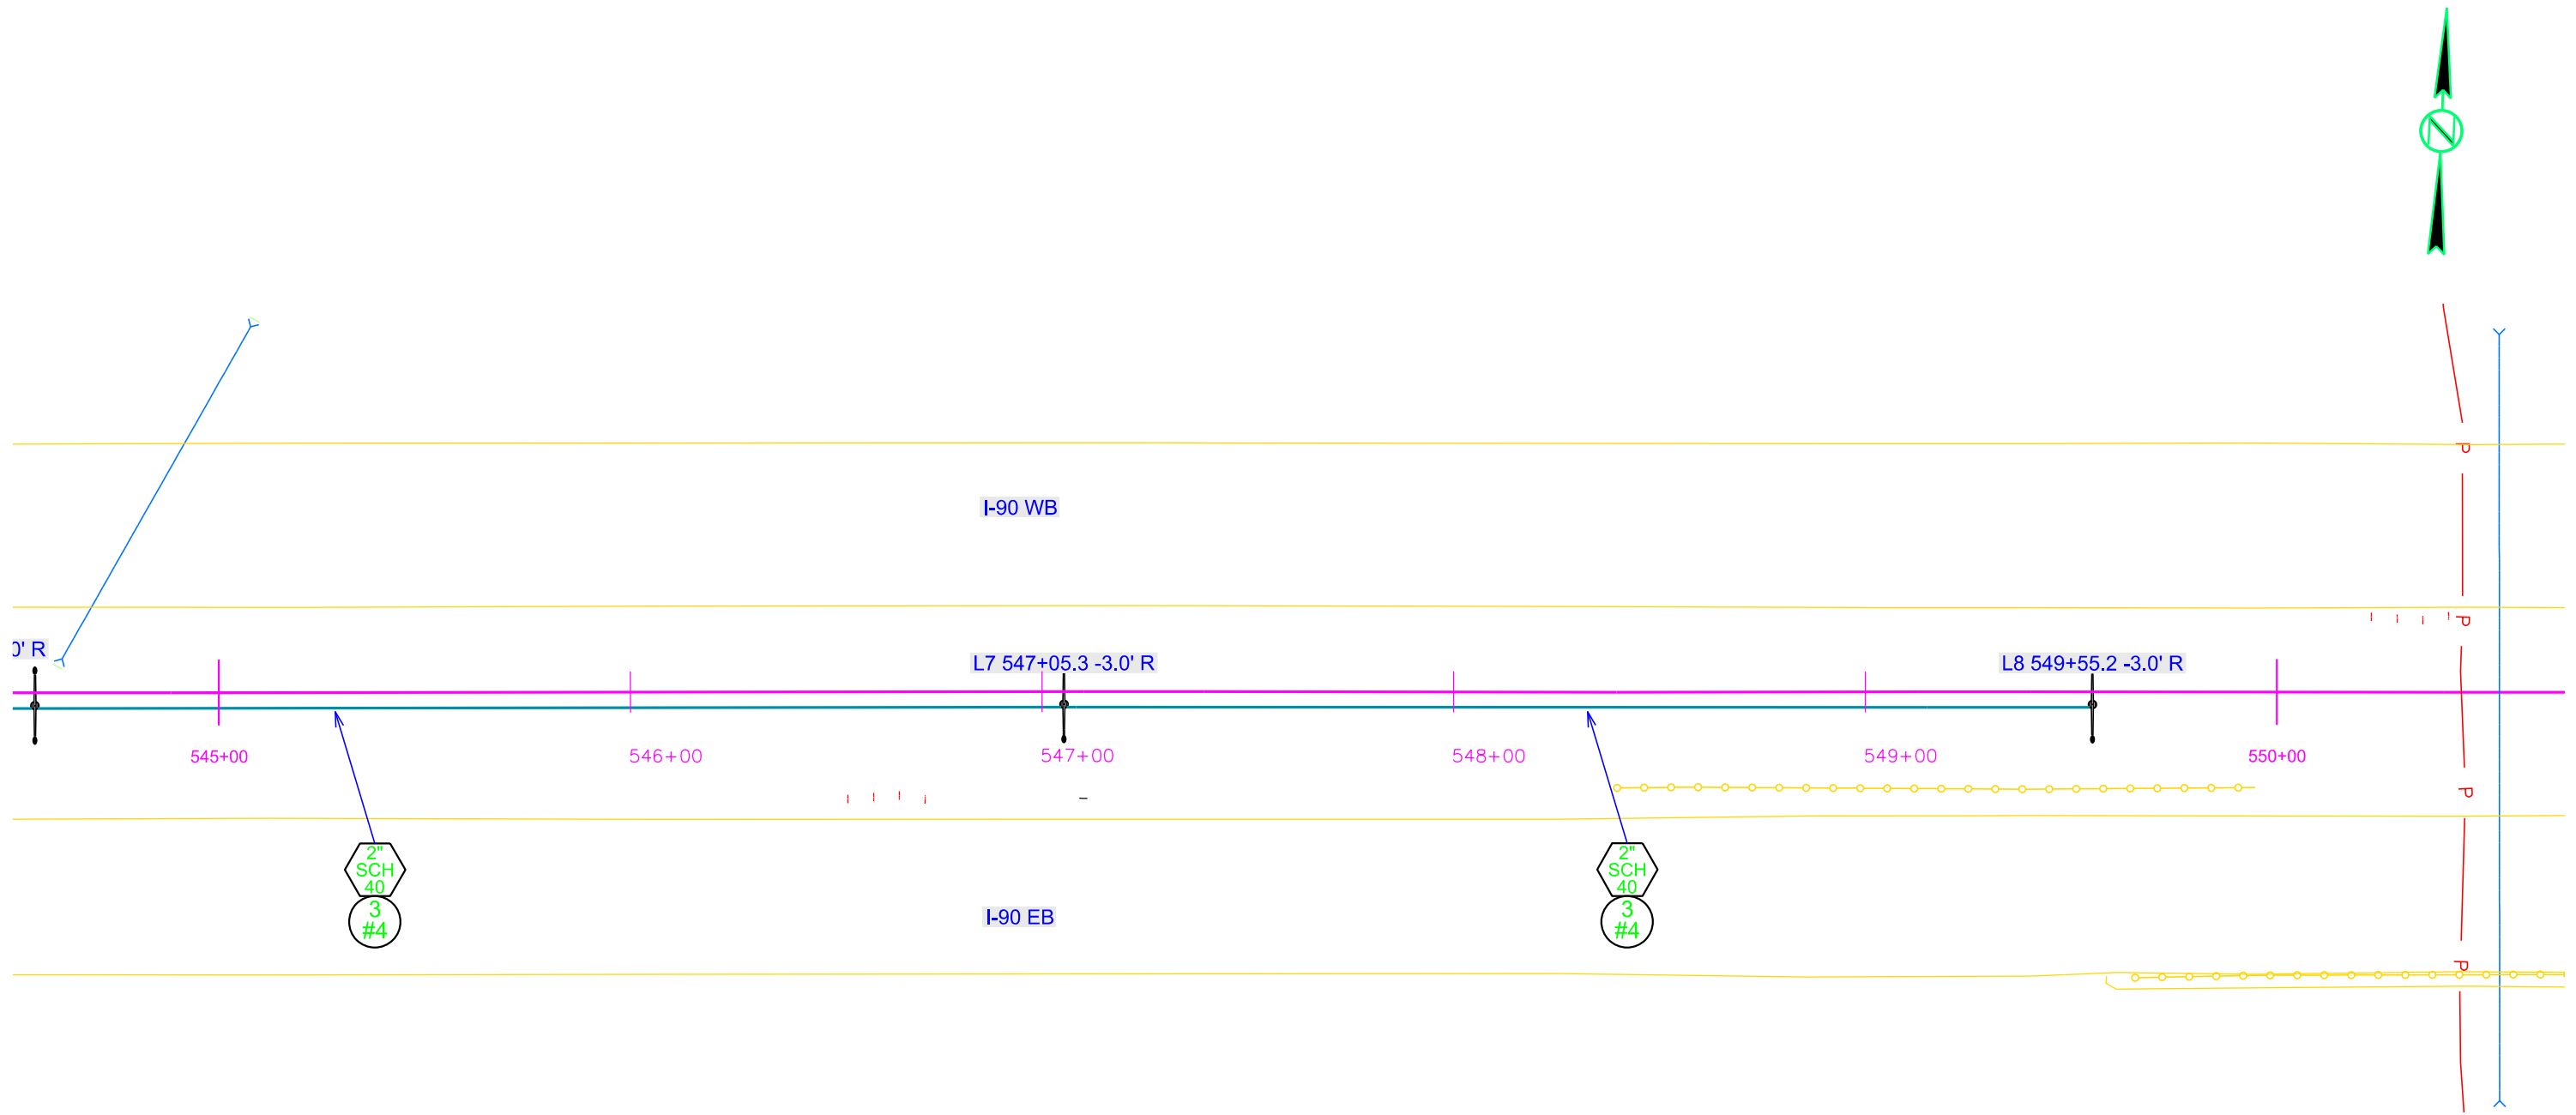 N
P
I-90 WB
P
0' R
L7 547+05.3 -3.0' R
L8 549+55.2 -3.0' R
545+00
546+00
547+00
548+00
549+00
550+00
P
2"
SCH
40
3
#4
2"
SCH
40
3
#4
I-90 EB
P